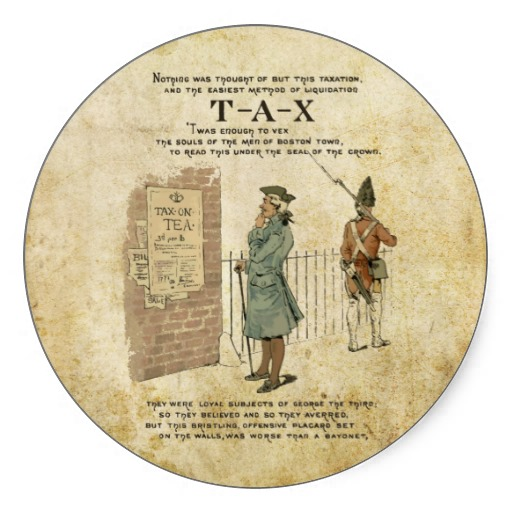 NOTHING WAS THOUGHT OF BUT THIS TAXATION,
AND THE EASIEST METHOD OF LIQUIDATION
T-A-X
'TWAS ENOUGH TO VEX
THE SOULS OF THE MEN OF BOSTON TOWN,
TO READ THIS UNDER THE SEAL OF THE CROWN.
TAX·ON·
TEA·
3d per lb
THEY WERE LOYAL SUBJECTS OF GEORGE THE THIRD;
SO THEY BELIEVED AND SO THEY AVERRED,
BUT THIS BRISTLING, OFFENSIVE PLACARD SET
ON THE WALLS, WAS WORSE THAN A BAYONET,